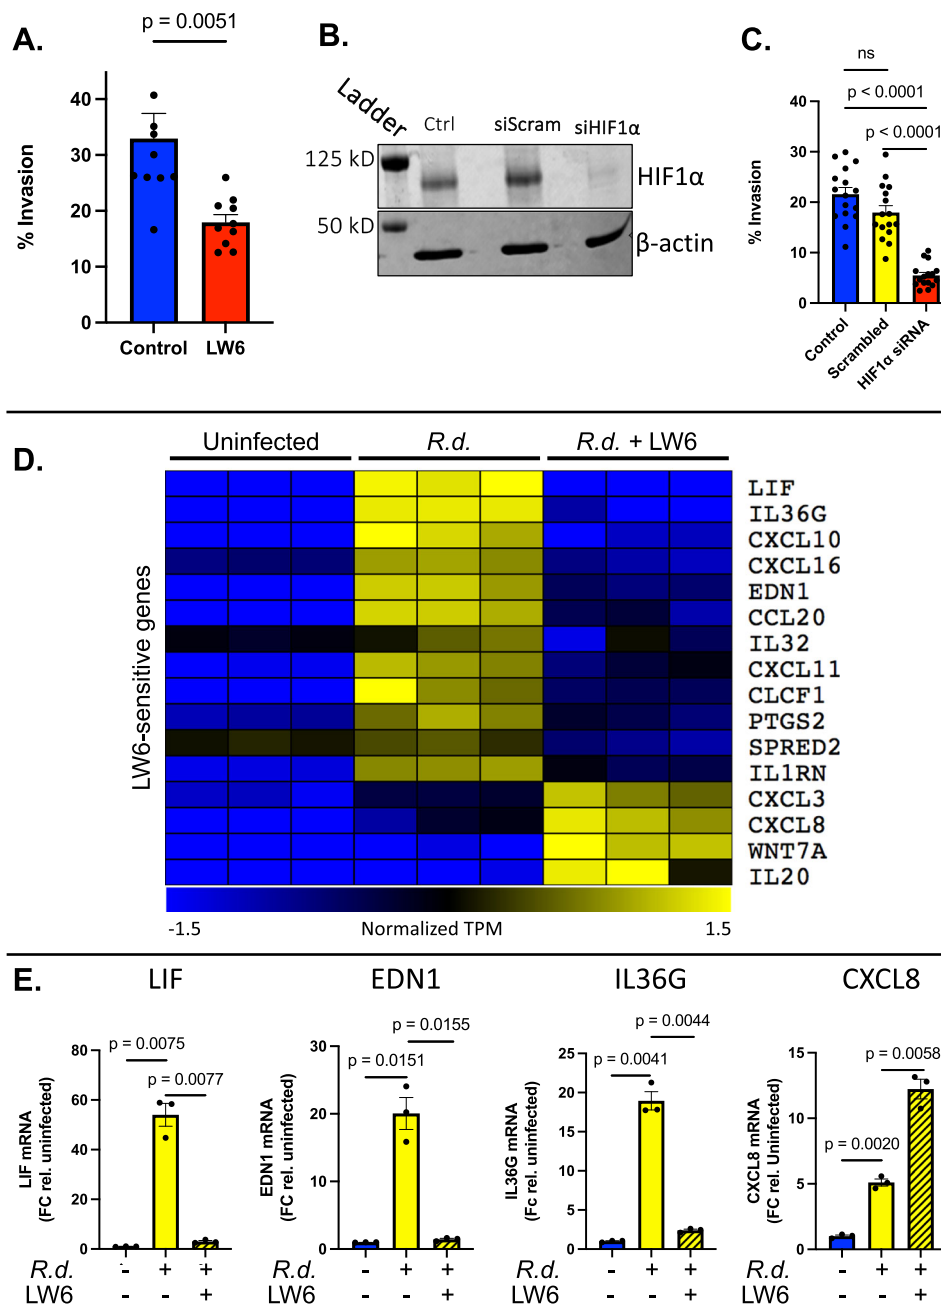 A.
p = 0.0051
% Invasion
40
30
20
10
0
Control LW6
B.
Ladder
Ctrl siScram siHIF1α
125 kD
HIF1α
50 kD
β-actin
C.
ns
p < 0.0001
p < 0.0001
% Invasion
40
30
20
10
0
Control
Scrambled
HIF1α siRNA
D.
Uninfected R.d. R.d. + LW6
LW6-sensitive genes
LIF
IL36G
CXCL10
CXCL16
EDN1
CCL20
IL32
CXCL11
CLCF1
PTGS2
SPRED2
IL1RN
CXCL3
CXCL8
WNT7A
IL20
-1.5 Normalized TPM 1.5
E.
LIF
p = 0.0075
p = 0.0077
LIF mRNA
(FC rel. uninfected)
80
60
40
20
0
R.d. - + +
LW6 - - +
EDN1
p = 0.0155
p = 0.0151
EDN1 mRNA
(FC rel. uninfected)
30
20
10
0
- + +
- - +
IL36G
p = 0.0044
p = 0.0041
IL36G mRNA
(Fc rel. uninfected)
25
20
15
10
5
0
R.d. - + +
LW6 - - +
CXCL8
p = 0.0058
p = 0.0020
CXCL8 mRNA
(FC rel. uninfected)
15
10
5
0
R.d. - + +
LW6 - - +